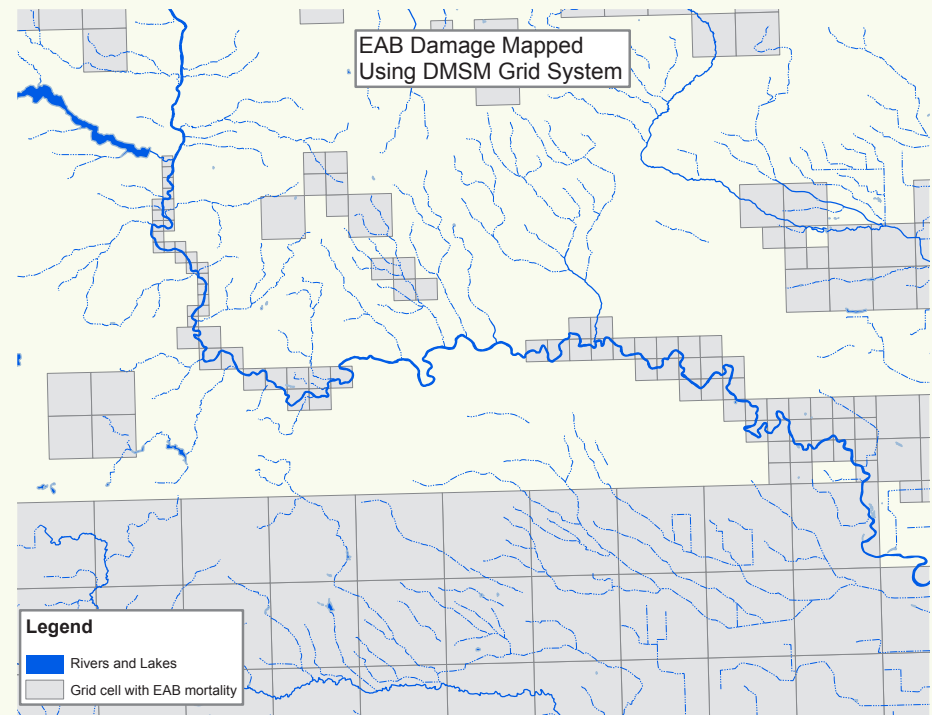 EAB Damage Mapped
Using DMSM Grid System
Legend
Rivers and Lakes
Grid cell with EAB mortality